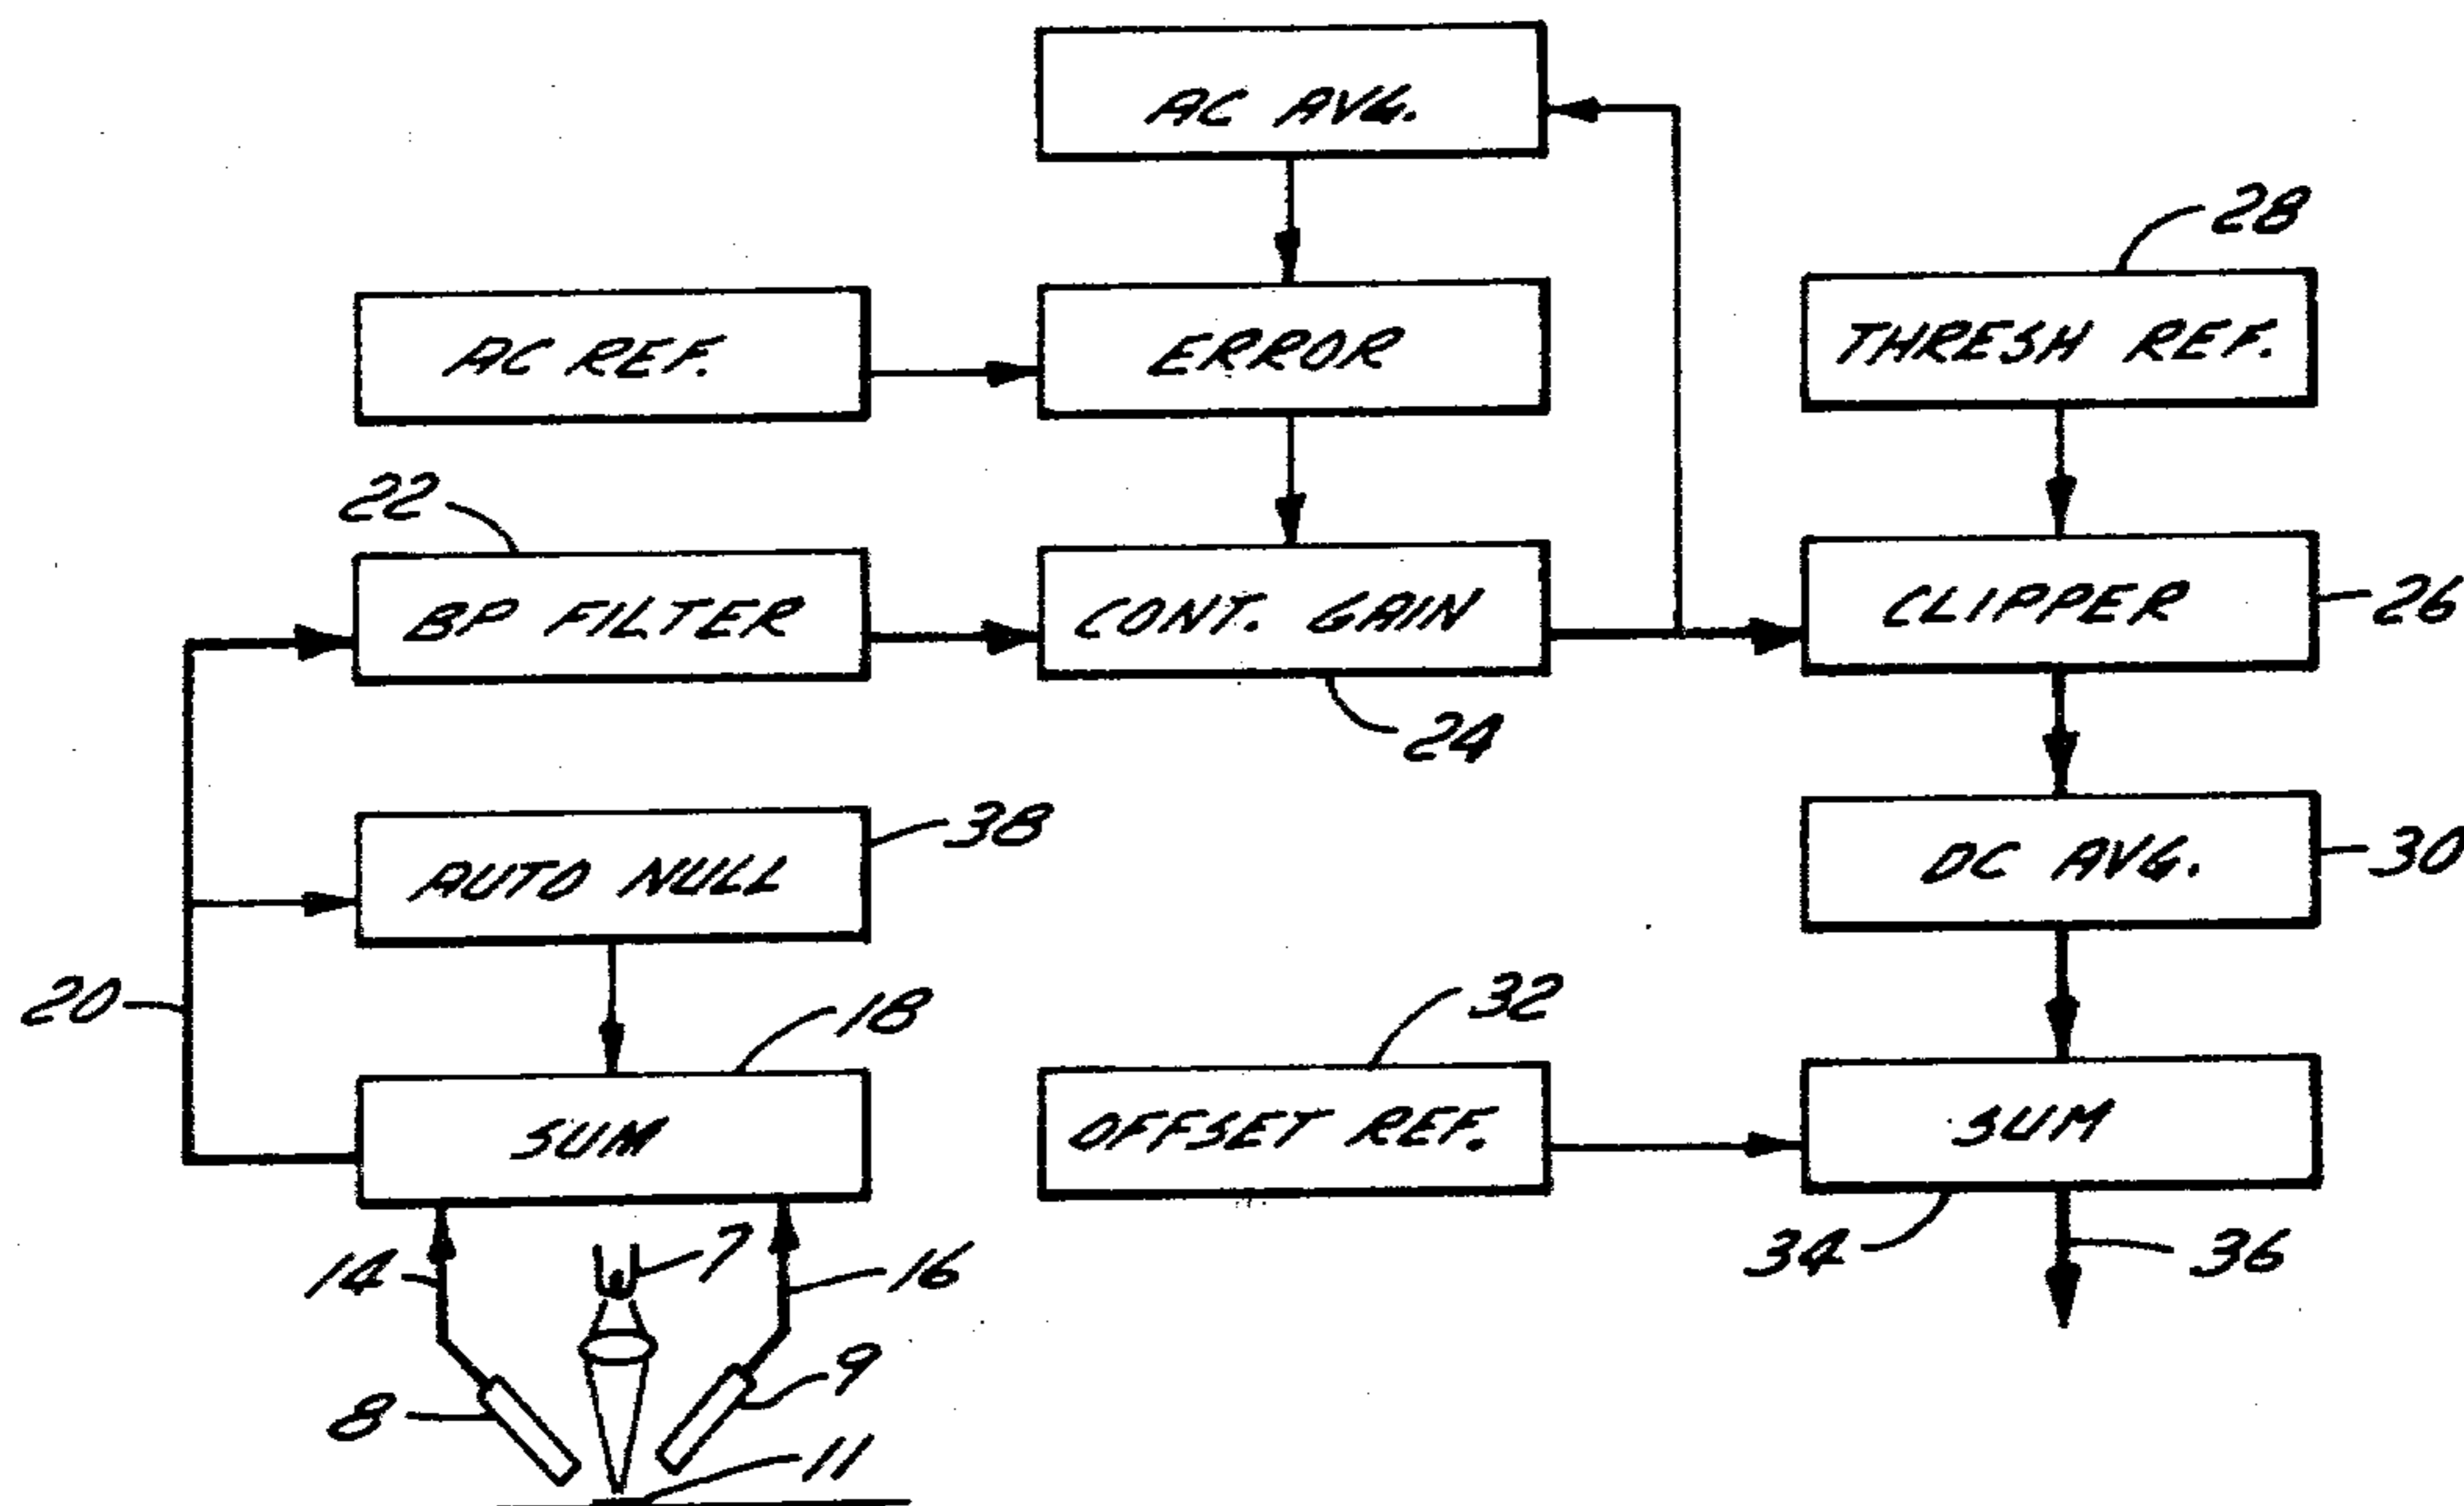 AC AVG.
28
AC REF.
ERROR
THRESH REF.
22
BP FILTER
CONT. GAIN
CLIPPER
26
24
38
AUTO NULL
DC AVG.
30
20
18
32
SUM
OFFSET REF.
SUM
14
7
16
34
36
8
9
11